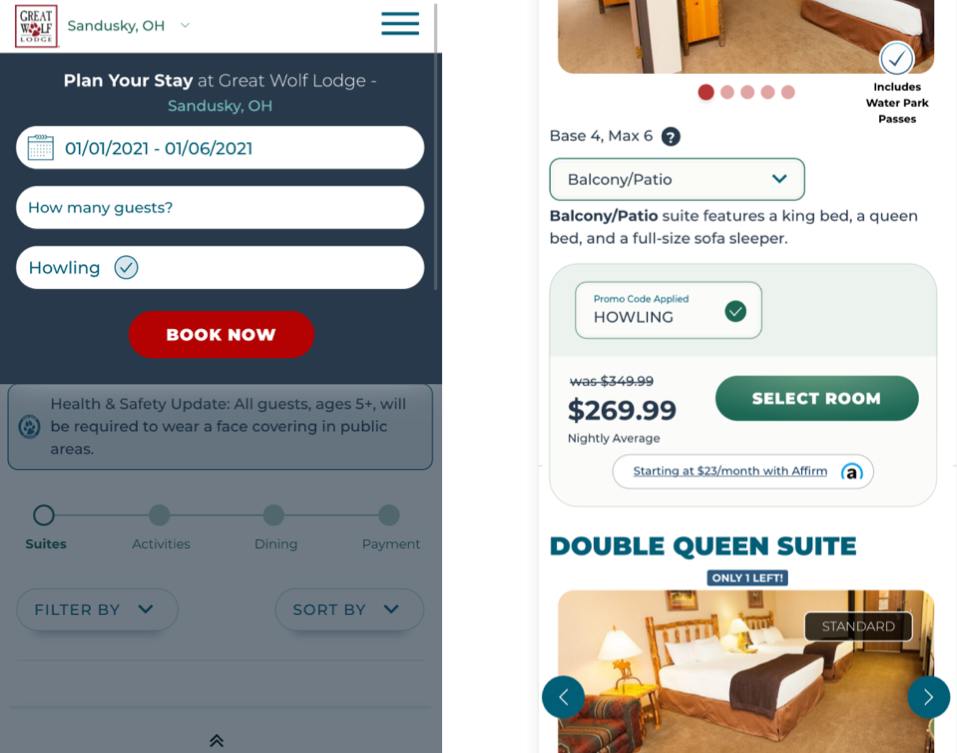 GREAT
WOLF
LODGE
Sandusky, OH
Plan Your Stay at Great Wolf Lodge -
Sandusky, OH
01/01/2021 - 01/06/2021
How many guests?
Howling
BOOK NOW
Health & Safety Update: All guests, ages 5+, will
be required to wear a face covering in public
areas.
Suites
Activities
Dining
Payment
FILTER BY
SORT BY
Includes
Water Park
Passes
Base 4, Max 6 ?
Balcony/Patio
Balcony/Patio suite features a king bed, a queen
bed, and a full-size sofa sleeper.
Promo Code Applied
HOWLING
was $349.99
$269.99
Nightly Average
SELECT ROOM
Starting at $23/month with Affirm a
DOUBLE QUEEN SUITE
ONLY 1 LEFT!
STANDARD